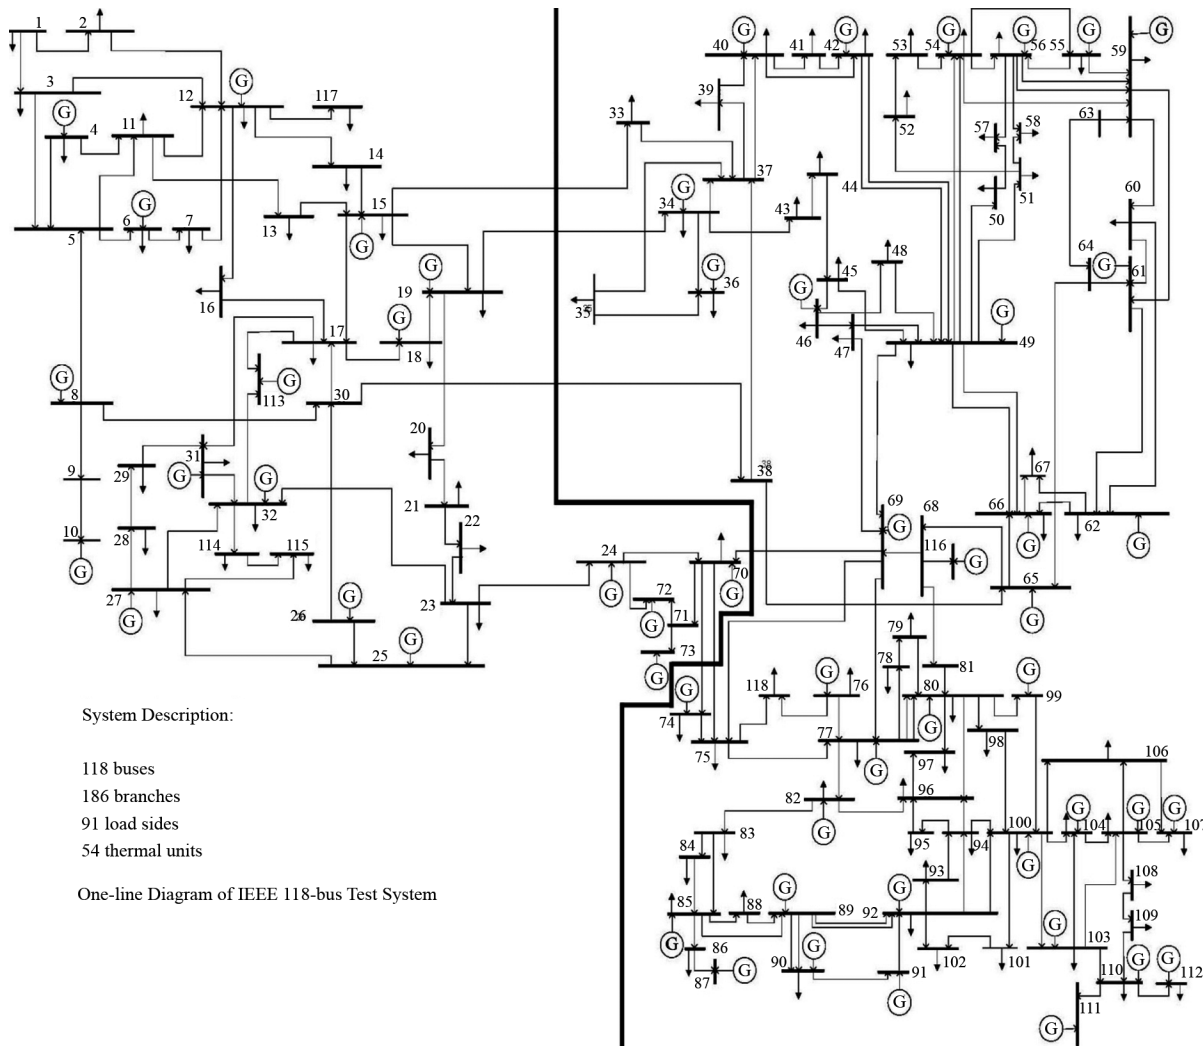 1 2
3
4 11 12 G 117
G
14
5 6 G 7 13 15 G
16
17 18 G 19 G
8 G 113 G 30
9
10 G
20
21
22
23
29 31 G 32 G
28
114 115
27 G
26 G
25 G
24 G
33
34 G
35
36 G
37
38
39
40 G 41 42 G
43
44
45
46 G
47
48
49 G
50
51
52
53 54 G 56 G 55 G 59 G
57 58
60
61 G
62 G
63
64
65 G
66 G
67
68
69 G
70 G
71
72 G
73 G
74 G
75
76 G
77 G
78
79
80 G
81
116 G
118
82 G
83
84
85 G
86
87 G
88
89 G
90 G
91 G
92 G
93
94
95
96
97
98
99 G
100 G
101
102
103 G
104 G
105 G
106
107 G
108
109
110 G
111 G
112 G
System Description:
118 buses
186 branches
91 load sides
54 thermal units
One-line Diagram of IEEE 118-bus Test System